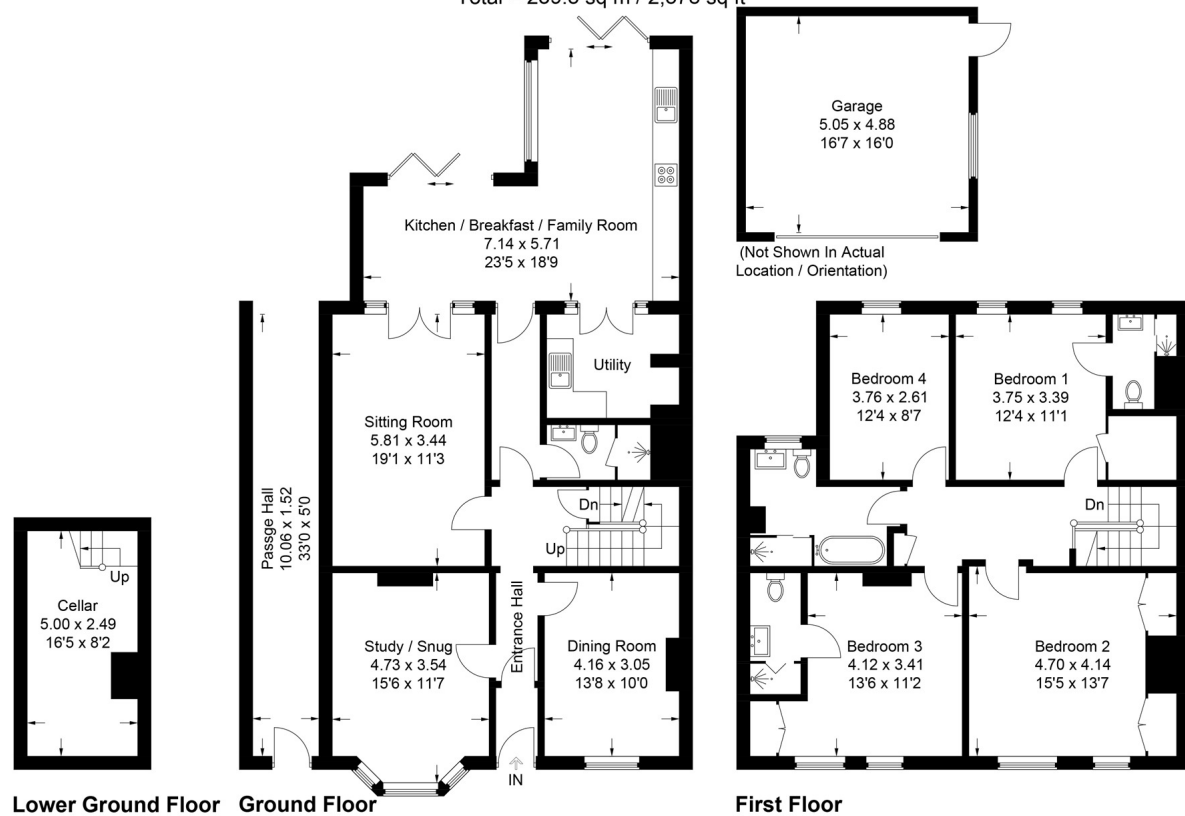 Garage
5.05 x 4.88
16'7 x 16'0
(Not Shown In Actual
Location / Orientation)
Kitchen / Breakfast / Family Room
7.14 x 5.71
23'5 x 18'9
Utility
Sitting Room
5.81 x 3.44
19'1 x 11'3
Passge Hall
10.06 x 1.52
33'0 x 5'0
Dn
Up
Study / Snug
4.73 x 3.54
15'6 x 11'7
Entrance Hall
Dining Room
4.16 x 3.05
13'8 x 10'0
IN
Up
Cellar
5.00 x 2.49
16'5 x 8'2
Bedroom 4
3.76 x 2.61
12'4 x 8'7
Bedroom 1
3.75 x 3.39
12'4 x 11'1
Dn
Bedroom 3
4.12 x 3.41
13'6 x 11'2
Bedroom 2
4.70 x 4.14
15'5 x 13'7
Lower Ground Floor
Ground Floor
First Floor